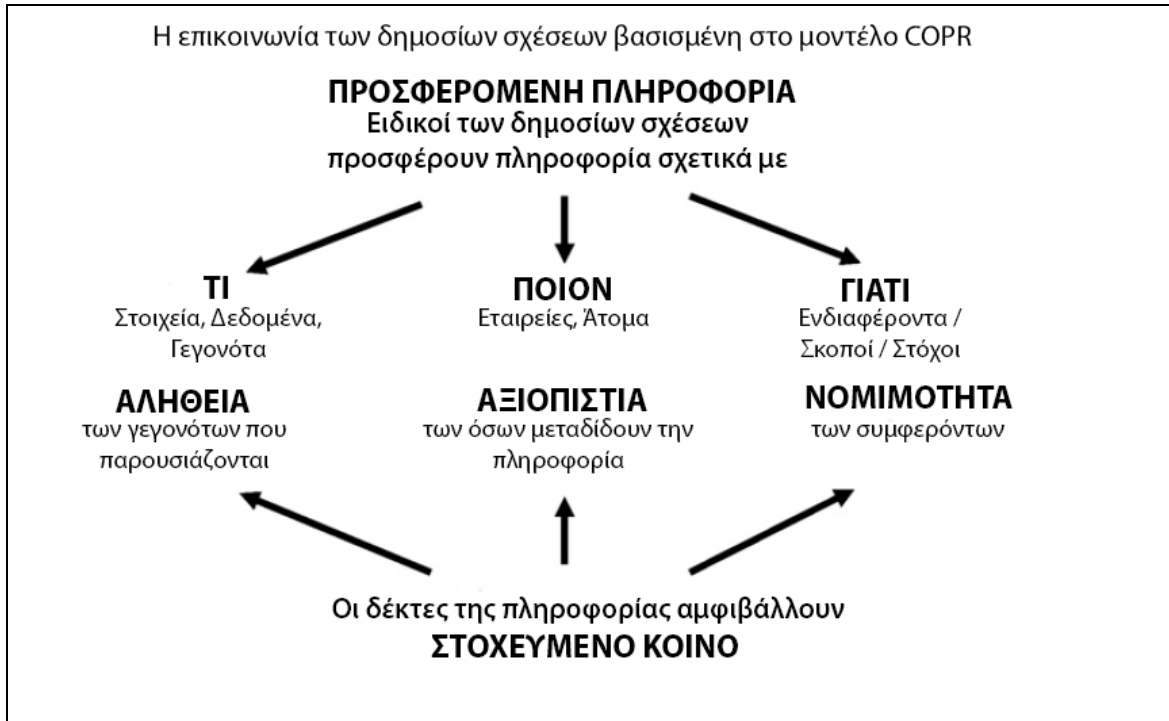 Η επικοινωνία των δημοσίων σχέσεων βασισμένη στο μοντέλο COPR
ΠΡΟΣΦΕΡΟΜΕΝΗ ΠΛΗΡΟΦΟΡΙΑ
Ειδικοί των δημοσίων σχέσεων
προσφέρουν πληροφορία σχετικά με
ΤΙ
Στοιχεία, Δεδομένα,
Γεγονότα
ΠΟΙΟΝ
Εταιρείες, Άτομα
ΓΙΑΤΙ
Ενδιαφέροντα /
Σκοποί / Στόχοι
ΑΛΗΘΕΙΑ
των γεγονότων που
παρουσιάζονται
ΑΞΙΟΠΙΣΤΙΑ
των όσων μεταδίδουν την
πληροφορία
ΝΟΜΙΜΟΤΗΤΑ
των συμφερόντων
Οι δέκτες της πληροφορίας αμφιβάλλουν
ΣΤΟΧΕΥΜΕΝΟ ΚΟΙΝΟ